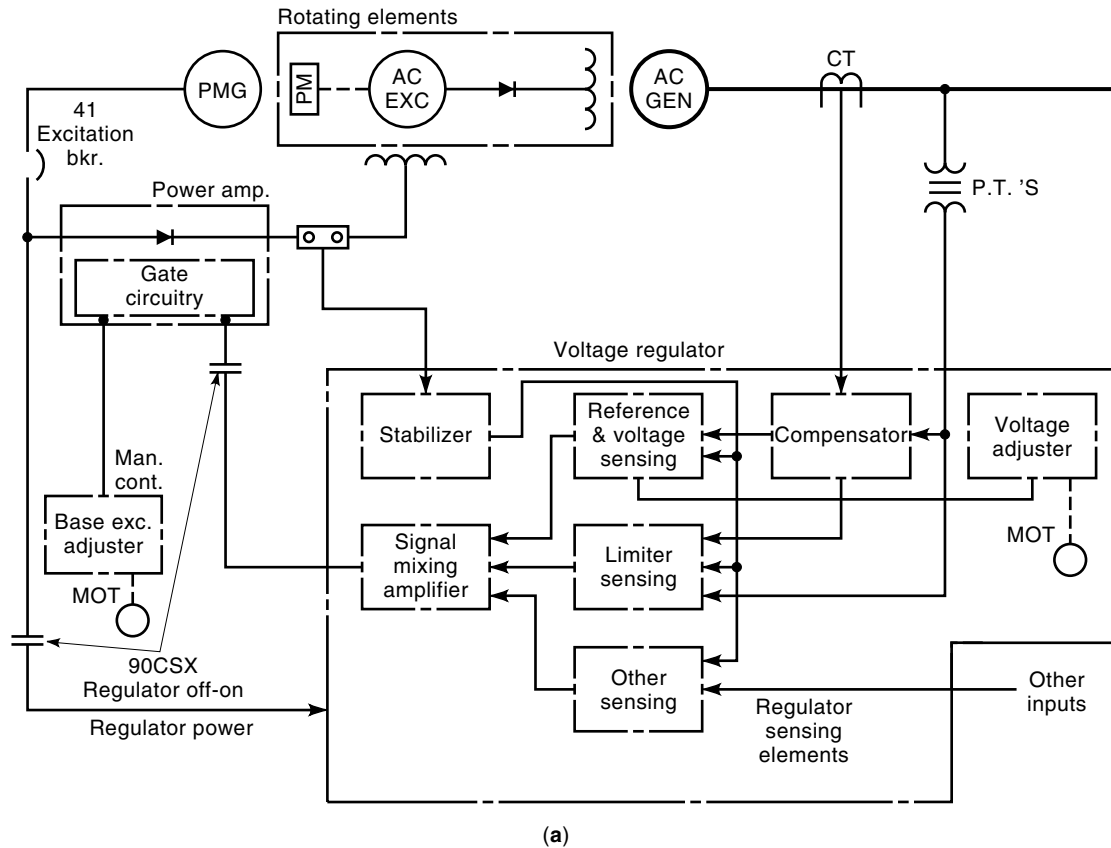 Rotating elements
CT
PMG
PM
AC
EXC
AC
GEN
41
Excitation
bkr.
P.T. 'S
Power amp.
Gate
circuitry
Voltage regulator
Stabilizer
Reference
& voltage
sensing
Compensator
Voltage
adjuster
Man.
cont.
Base exc.
adjuster
Signal
mixing
amplifier
Limiter
sensing
MOT
MOT
90CSX
Regulator off-on
Regulator power
Other
sensing
Regulator
sensing
elements
Other
inputs
(a)